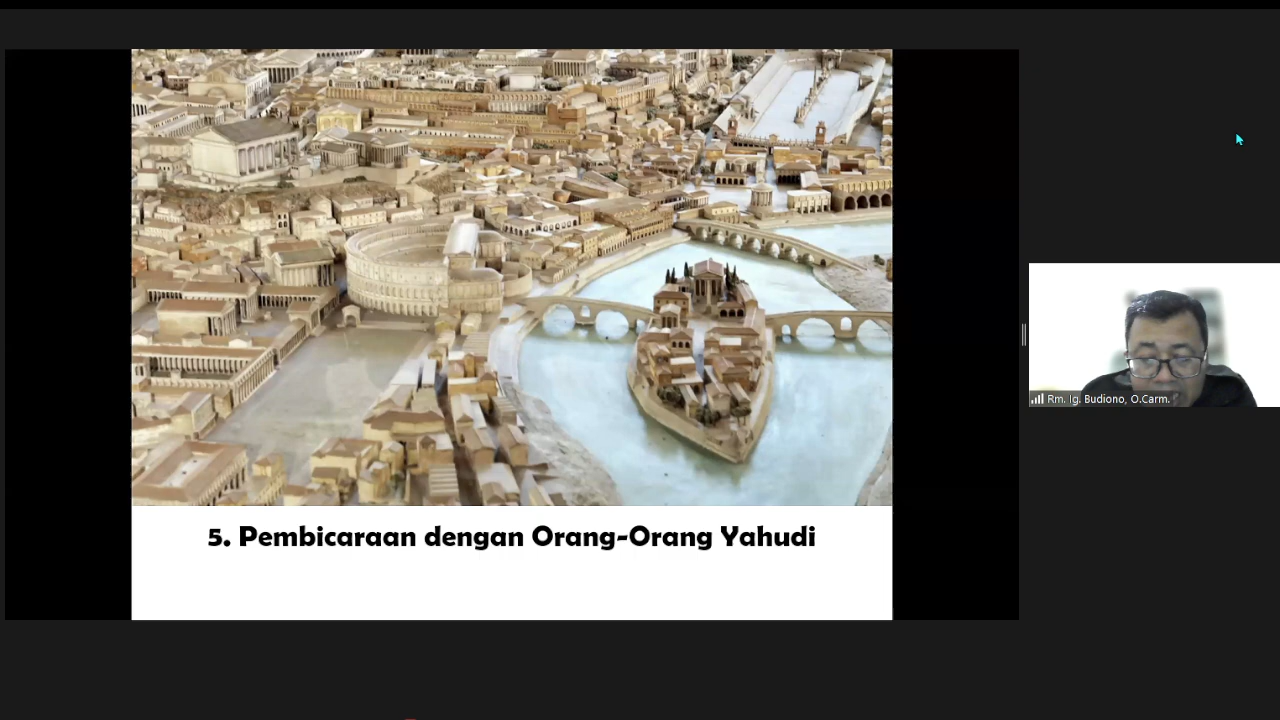 5. Pembicaraan dengan Orang-Orang Yahudi
Rm. Ig. Budiono, O.Carm.